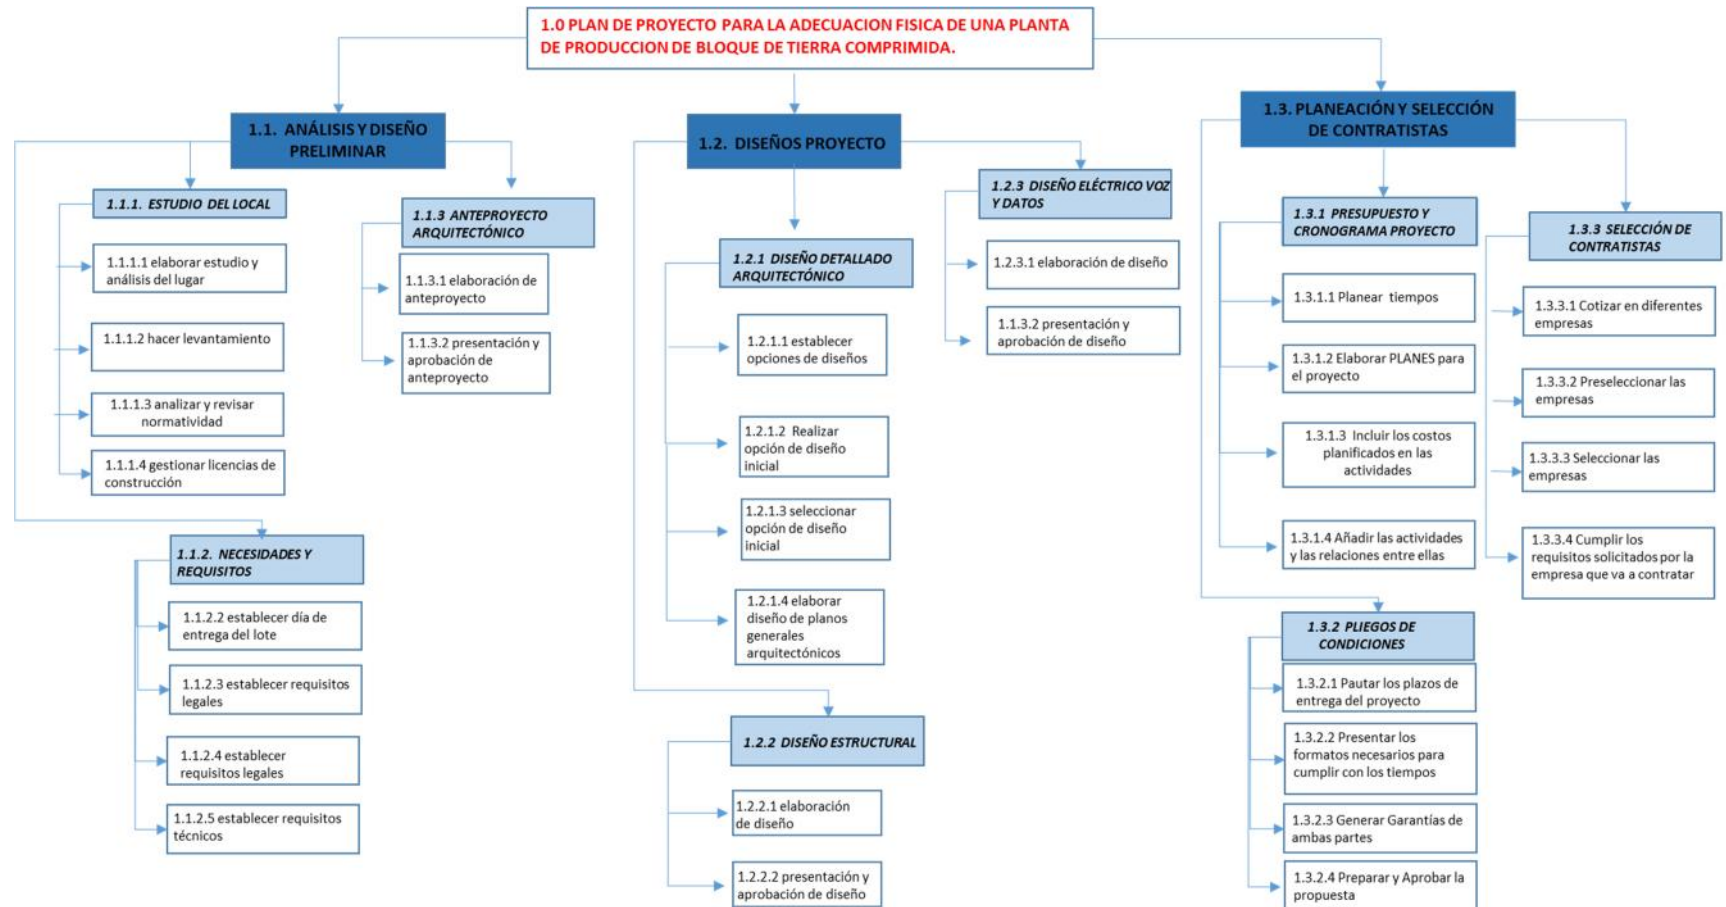 1.0 PLAN DE PROYECTO PARA LA ADECUACION FISICA DE UNA PLANTA
DE PRODUCCION DE BLOQUE DE TIERRA COMPRIMIDA.
1.1. ANÁLISIS Y DISEÑO
PRELIMINAR
1.1.1. ESTUDIO DEL LOCAL
1.1.1.1 elaborar estudio y
análisis del lugar
1.1.1.2 hacer levantamiento
1.1.1.3 analizar y revisar
normatividad
1.1.1.4 gestionar licencias de
construcción
1.1.2. NECESIDADES Y
REQUISITOS
1.1.2.2 establecer día de
entrega del lote
1.1.2.3 establecer requisitos
legales
1.1.2.4 establecer
requisitos legales
1.1.2.5 establecer requisitos
técnicos
1.1.3 ANTEPROYECTO
ARQUITECTÓNICO
1.1.3.1 elaboración de
anteproyecto
1.1.3.2 presentación y
aprobación de
anteproyecto
1.2. DISEÑOS PROYECTO
1.2.1 DISEÑO DETALLADO
ARQUITECTÓNICO
1.2.1.1 establecer
opciones de diseños
1.2.1.2 Realizar
opción de diseño
inicial
1.2.1.3 seleccionar
opción de diseño
inicial
1.2.1.4 elaborar
diseño de planos
generales
arquitectónicos
1.2.2 DISEÑO ESTRUCTURAL
1.2.2.1 elaboración
de diseño
1.2.2.2 presentación y
aprobación de diseño
1.2.3 DISEÑO ELÉCTRICO VOZ
Y DATOS
1.2.3.1 elaboración de diseño
1.1.3.2 presentación y
aprobación de diseño
1.3. PLANEACIÓN Y SELECCIÓN
DE CONTRATISTAS
1.3.1 PRESUPUESTO Y
CRONOGRAMA PROYECTO
1.3.1.1 Planear tiempos
1.3.1.2 Elaborar PLANES para
el proyecto
1.3.1.3 Incluir los costos
planificados en las
actividades
1.3.1.4 Añadir las actividades
y las relaciones entre ellas
1.3.2 PLIEGOS DE
CONDICIONES
1.3.2.1 Pautar los plazos de
entrega del proyecto
1.3.2.2 Presentar los
formatos necesarios para
cumplir con los tiempos
1.3.2.3 Generar Garantías de
ambas partes
1.3.2.4 Preparar y Aprobar la
propuesta
1.3.3 SELECCIÓN DE
CONTRATISTAS
1.3.3.1 Cotizar en diferentes
empresas
1.3.3.2 Preseleccionar las
empresas
1.3.3.3 Seleccionar las
empresas
1.3.3.4 Cumplir los
requisitos solicitados por la
empresa que va a contratar